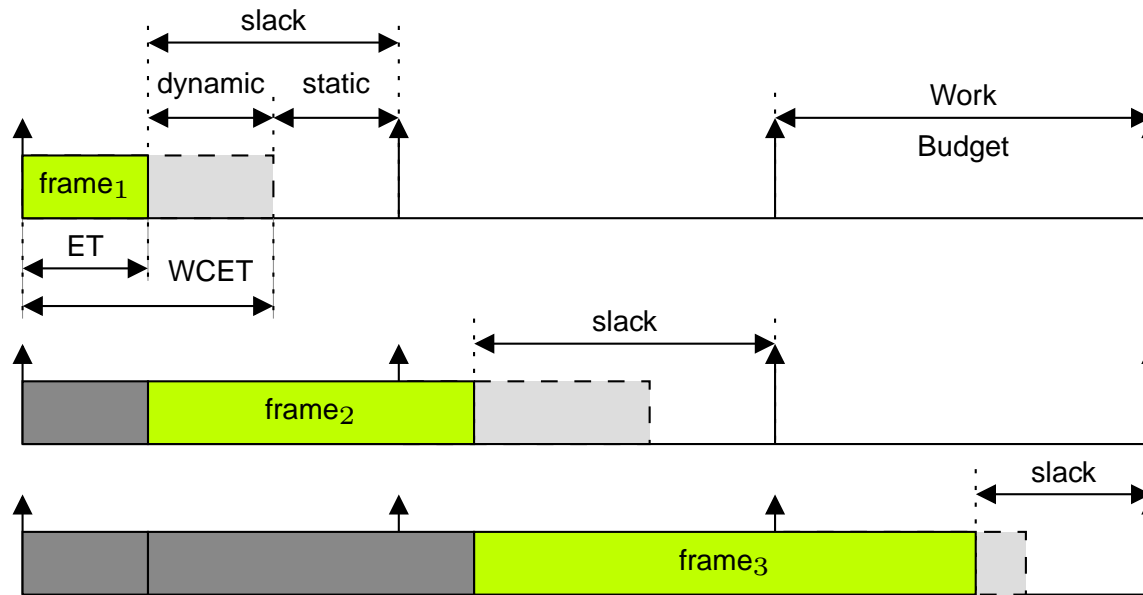 slack
dynamic static
Work
Budget
frame₁
ET
WCET
slack
frame₂
slack
frame₃